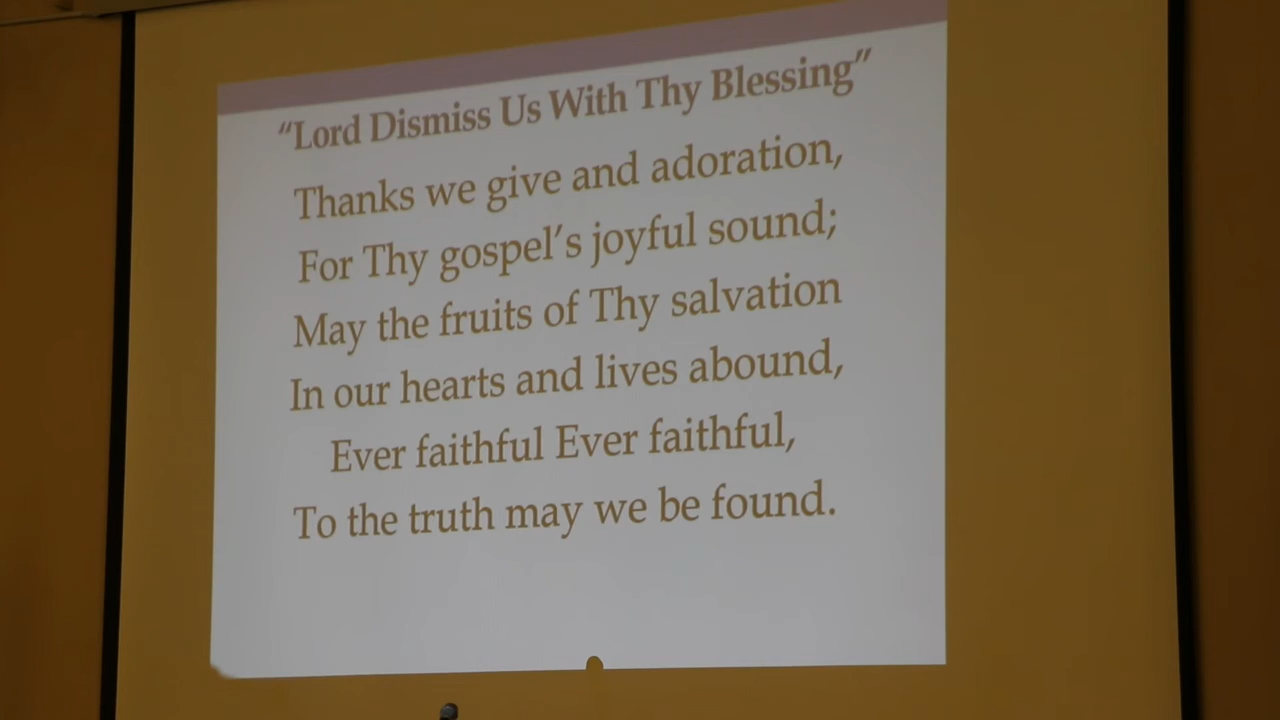 “Lord Dismiss Us With Thy Blessing”
Thanks we give and adoration,
For Thy gospel’s joyful sound;
May the fruits of Thy salvation
In our hearts and lives abound,
Ever faithful Ever faithful,
To the truth may we be found.